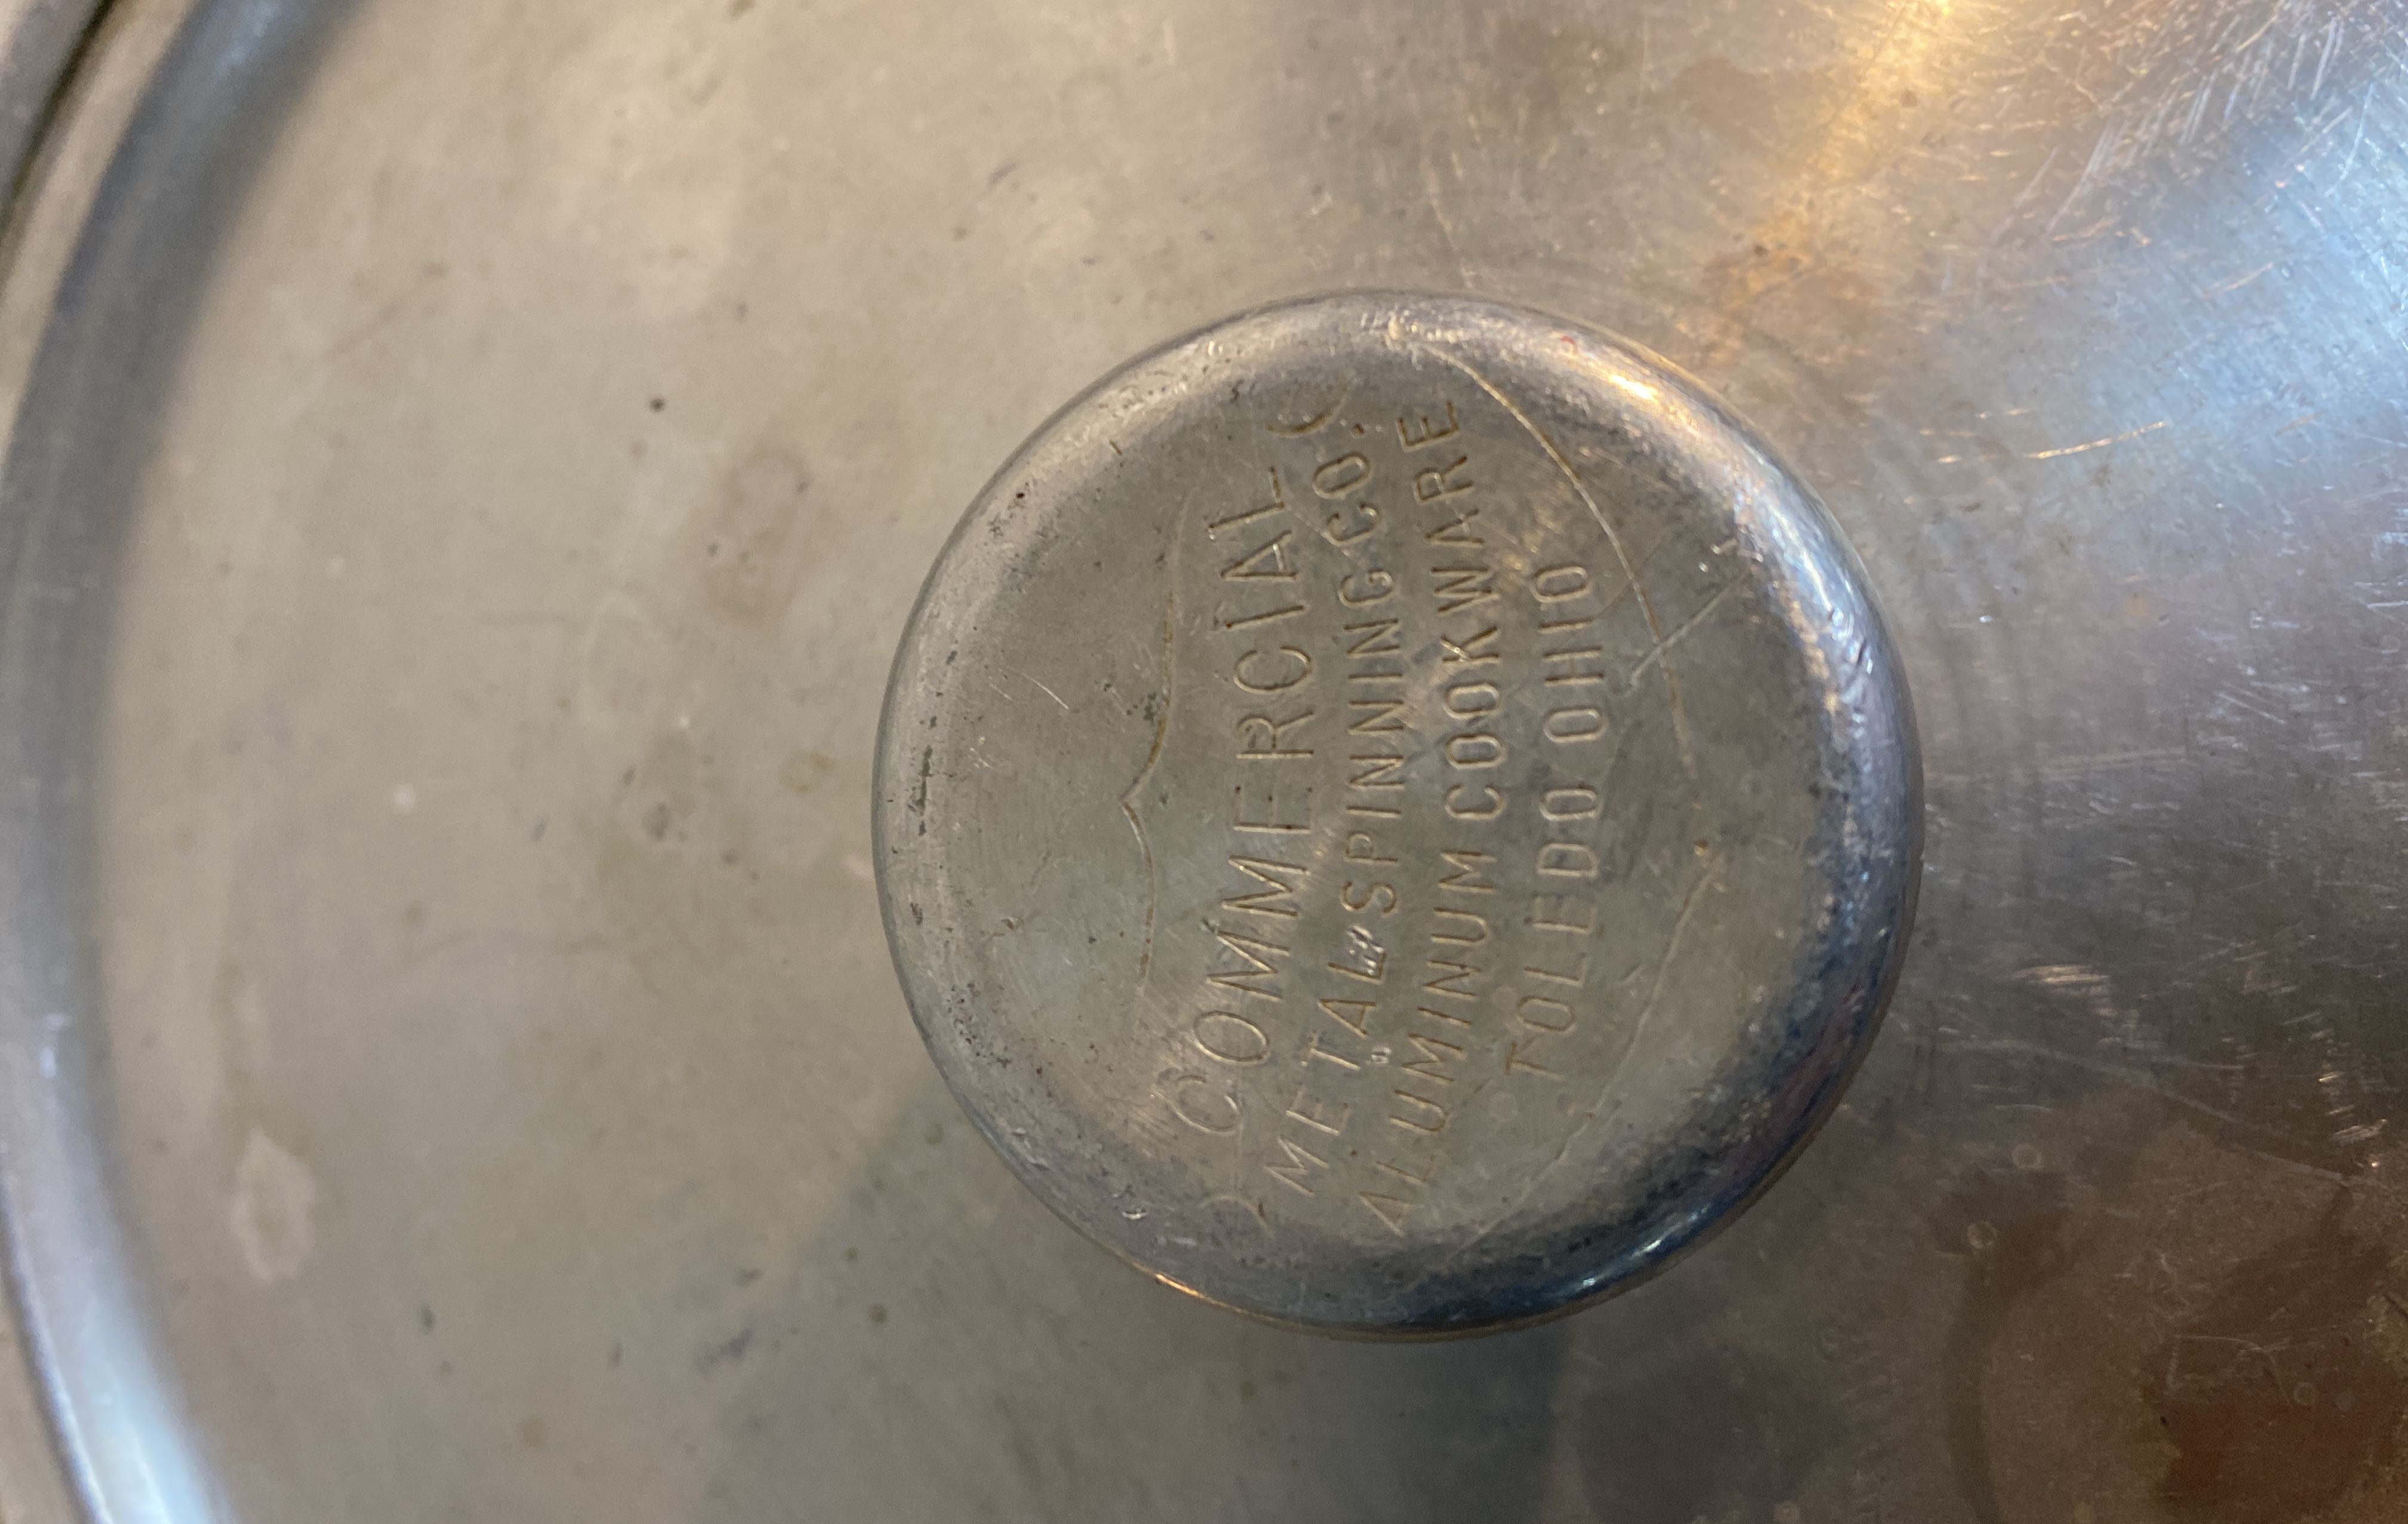 COMMERCIAL
METAL SPINNING CO.
ALUMINUM COOKWARE
TOLEDO OHIO